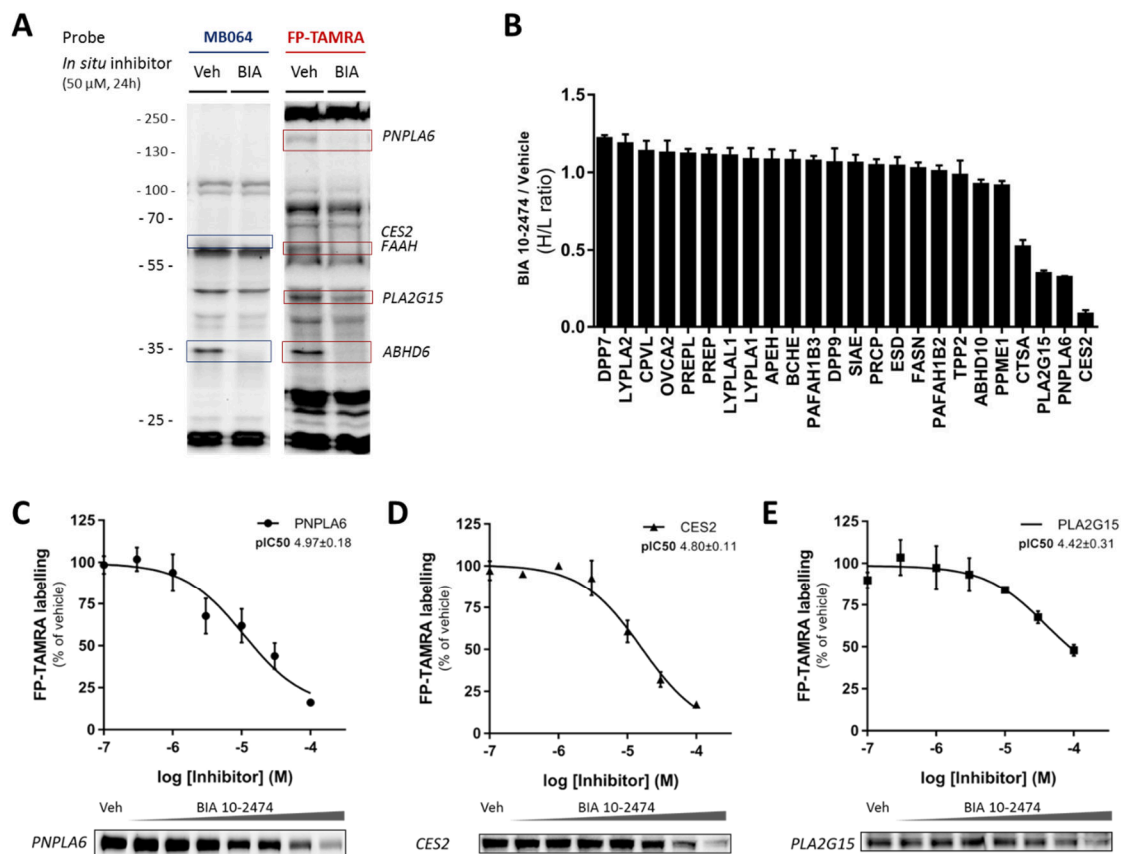 A
Probe
MB064
FP-TAMRA
In situ inhibitor
(50 µM, 24h)
Veh
BIA
Veh
BIA
- 250 -
- 130 -
- 100 -
- 70 -
- 55 -
- 35 -
- 25 -
PNPLA6
CES2
FAAH
PLA2G15
ABHD6
B
BIA 10-2474 / Vehicle
(H/L ratio)
1.5
1.0
0.5
0.0
DPP7
LYPLA2
CPVL
OVCA2
PREPL
PREP
LYPLAL1
LYPLA1
APEH
BCHE
PAFAH1B3
DPP9
SIAE
PRCP
ESD
FASN
PAFAH1B2
TPP2
ABHD10
PPME1
CTSA
PLA2G15
PNPLA6
CES2
C
FP-TAMRA labelling
(% of vehicle)
125
100
75
50
25
0
PNPLA6
pIC50 4.97±0.18
-7
-6
-5
-4
log [Inhibitor] (M)
Veh
BIA 10-2474
PNPLA6
D
FP-TAMRA labelling
(% of vehicle)
125
100
75
50
25
0
CES2
pIC50 4.80±0.11
-7
-6
-5
-4
log [Inhibitor] (M)
Veh
BIA 10-2474
CES2
E
FP-TAMRA labelling
(% of vehicle)
125
100
75
50
25
0
PLA2G15
pIC50 4.42±0.31
-7
-6
-5
-4
log [Inhibitor] (M)
Veh
BIA 10-2474
PLA2G15